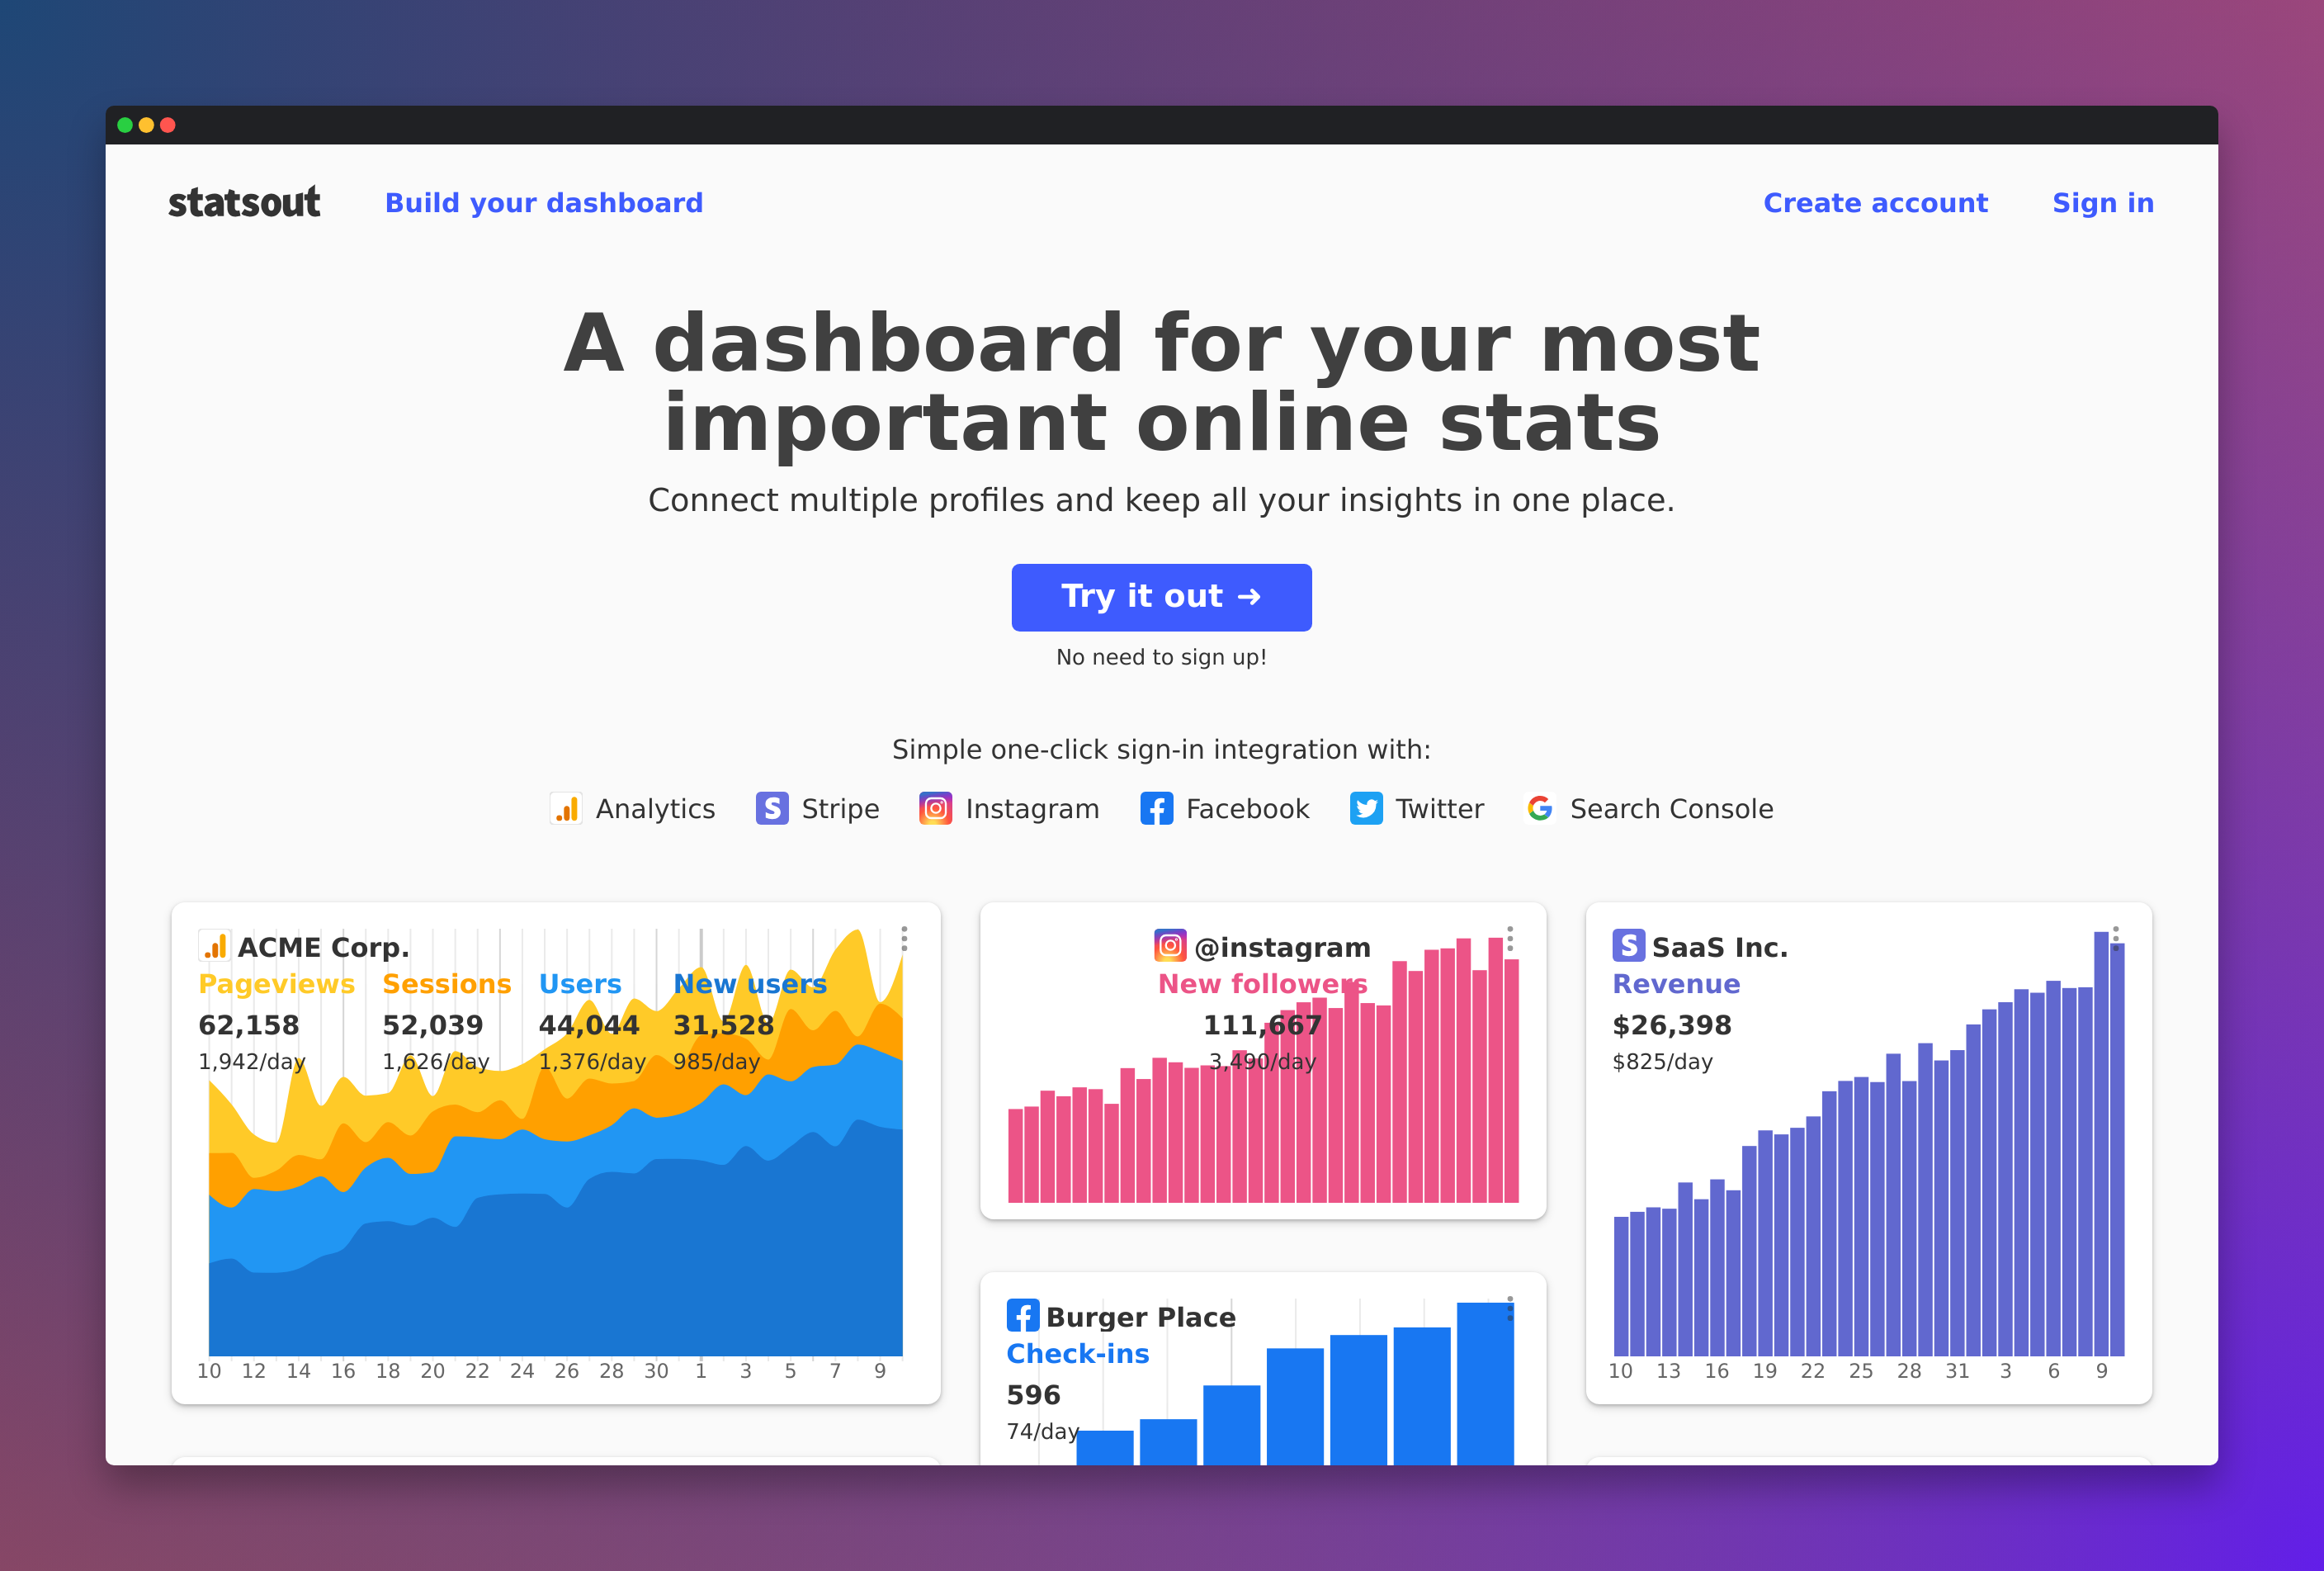 statsout
Build your dashboard
Create account
Sign in
A dashboard for your most
important online stats
Connect multiple profiles and keep all your insights in one place.
Try it out →
No need to sign up!
Simple one-click sign-in integration with:
Analytics
Stripe
Instagram
Facebook
Twitter
Search Console
ACME Corp.
Pageviews Sessions Users New users
62,158 52,039 44,044 31,528
1,942/day 1,626/day 1,376/day 985/day
10 12 14 16 18 20 22 24 26 28 30 1 3 5 7 9
@instagram
New followers
111,667
3,490/day
Burger Place
Check-ins
596
74/day
SaaS Inc.
Revenue
$26,398
$825/day
10 13 16 19 22 25 28 31 3 6 9